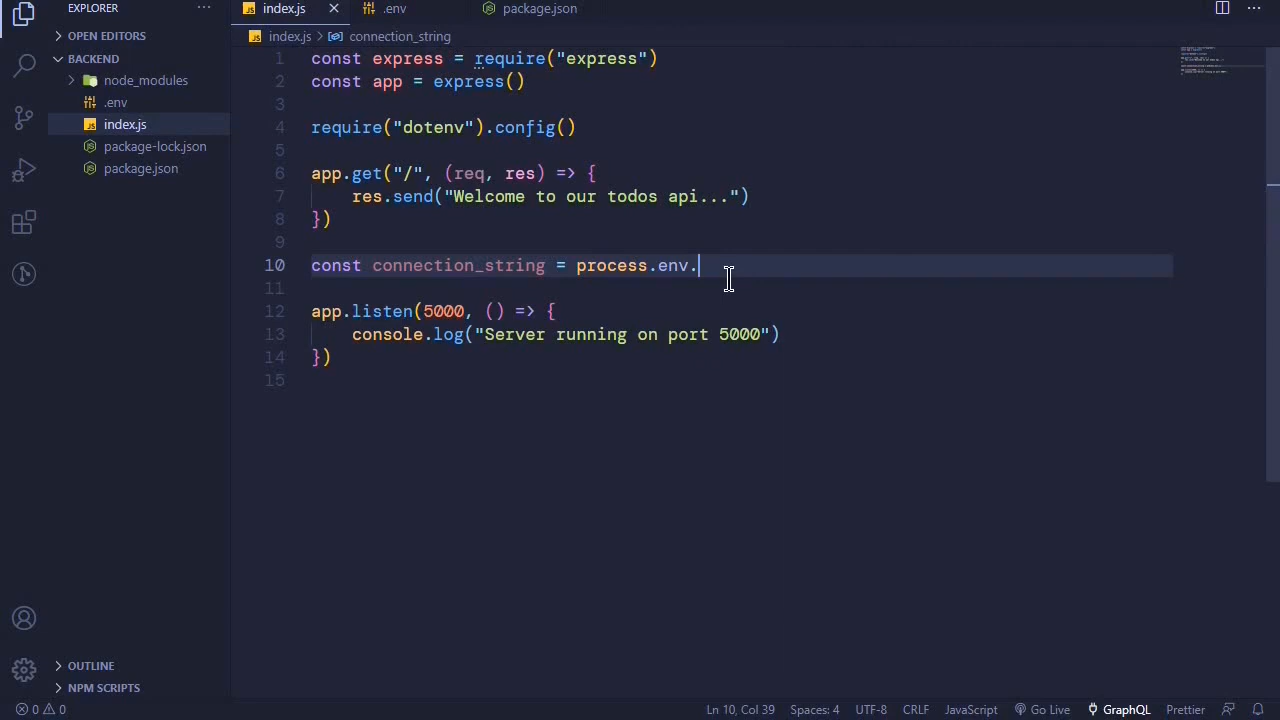 EXPLORER
OPEN EDITORS
BACKEND
node_modules
.env
index.js
package-lock.json
package.json
OUTLINE
NPM SCRIPTS
index.js
.env
package.json
index.js > connection_string
1 const express = require("express")
2 const app = express()
3
4 require("dotenv").config()
5
6 app.get("/", (req, res) => {
7 res.send("Welcome to our todos api...")
8 })
9
10 const connection_string = process.env.
11
12 app.listen(5000, () => {
13 console.log("Server running on port 5000")
14 })
15
0 0 Ln 10, Col 39 Spaces: 4 UTF-8 CRLF JavaScript Go Live GraphQL Prettier